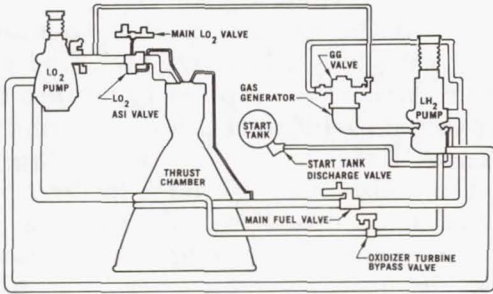 LO2
PUMP
MAIN LO2 VALVE
LO2
ASI VALVE
GG
VALVE
GAS
GENERATOR
LH2
PUMP
START
TANK
START TANK
DISCHARGE VALVE
THRUST
CHAMBER
MAIN FUEL VALVE
OXIDIZER TURBINE
BYPASS VALVE